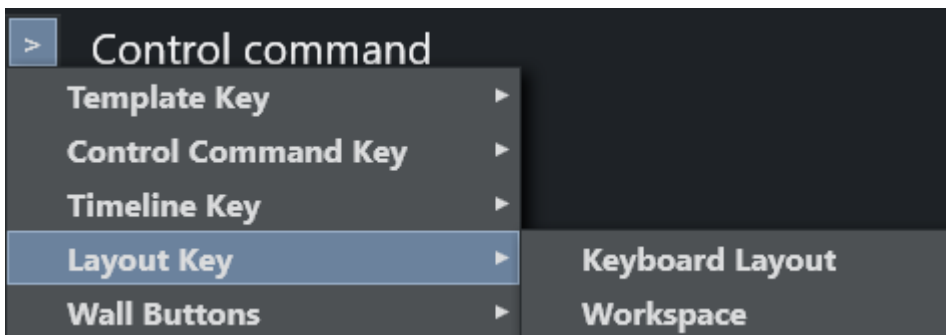 > Control command
Template Key
Control Command Key
Timeline Key
Layout Key
Keyboard Layout
Wall Buttons
Workspace